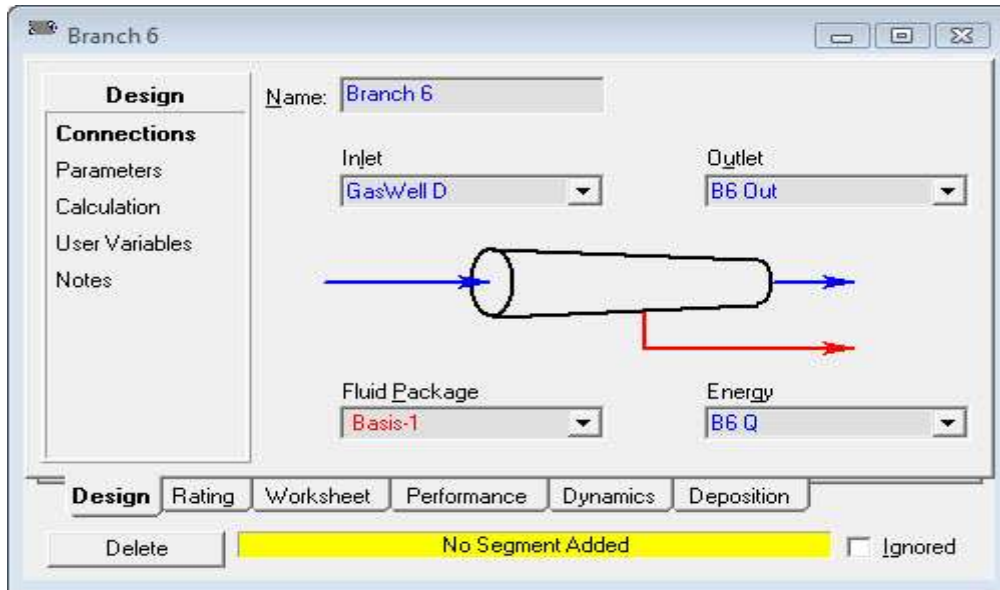 Branch 6
Design
Connections
Parameters
Calculation
User Variables
Notes
Name: Branch 6
Inlet
GasWell D
Outlet
B6 Out
Fluid Package
Basis-1
Energy
B6 Q
Design Rating Worksheet Performance Dynamics Deposition
Delete No Segment Added Ignored